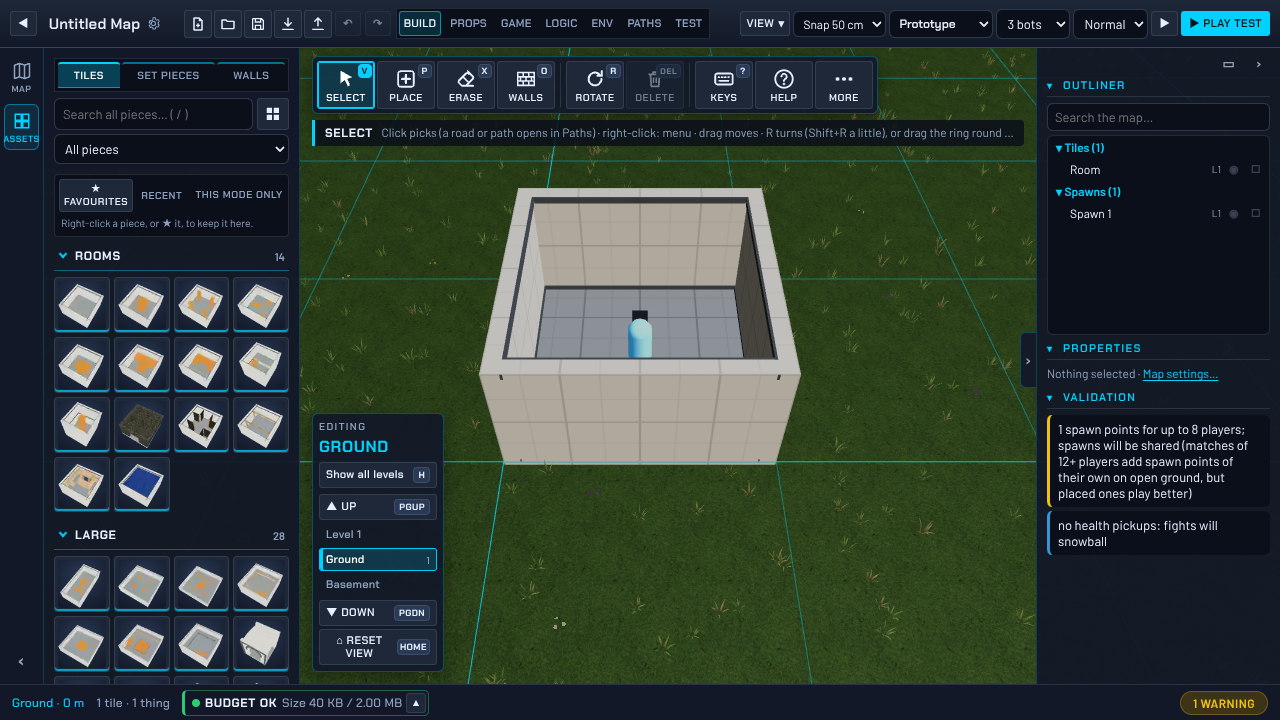 Untitled Map
BUILD PROPS GAME LOGIC ENV PATHS TEST
VIEW ▾ Snap 50 cm Prototype 3 bots Normal ▶ PLAY TEST
MAP
ASSETS
TILES SET PIECES WALLS
Search all pieces... ( / )
All pieces
★ FAVOURITES RECENT THIS MODE ONLY
Right-click a piece, or ★ it, to keep it here.
ROOMS 14
LARGE 28
SELECT V
PLACE P
ERASE X
WALLS O
ROTATE R
DELETE DEL
KEYS ?
HELP
MORE
SELECT Click picks (a road or path opens in Paths) · right-click: menu · drag moves · R turns (Shift+R a little), or drag the ring round ...
EDITING
GROUND
Show all levels H
▲ UP PGUP
Level 1
Ground 1
Basement
▼ DOWN PGDN
⌂ RESET VIEW HOME
OUTLINER
Search the map...
▾ Tiles (1)
Room L1
▾ Spawns (1)
Spawn 1 L1
PROPERTIES
Nothing selected · Map settings...
VALIDATION
1 spawn points for up to 8 players;
spawns will be shared (matches of
12+ players add spawn points of
their own on open ground, but
placed ones play better)
no health pickups: fights will
snowball
Ground · 0 m 1 tile · 1 thing BUDGET OK Size 40 KB / 2.00 MB ▲
1 WARNING